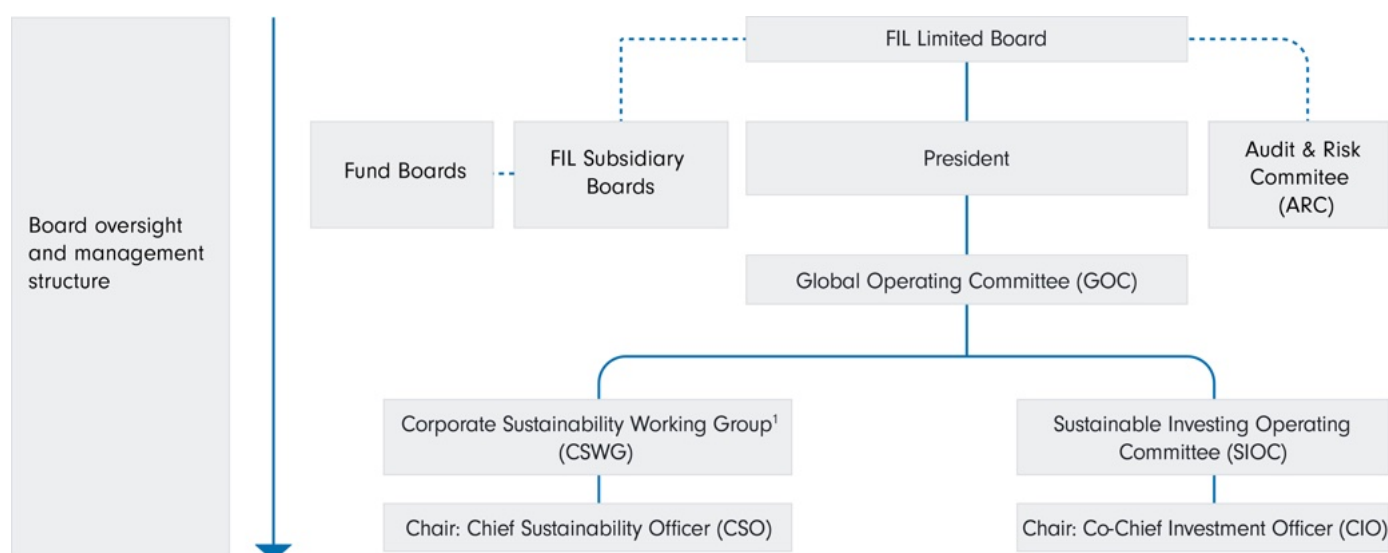 FIL Limited Board
Fund Boards
FIL Subsidiary
Boards
President
Audit & Risk
Commitee
(ARC)
Board oversight
and management
structure
Global Operating Committee (GOC)
Corporate Sustainability Working Group¹
(CSWG)
Sustainable Investing Operating
Committee (SIOC)
Chair: Chief Sustainability Officer (CSO)
Chair: Co-Chief Investment Officer (CIO)